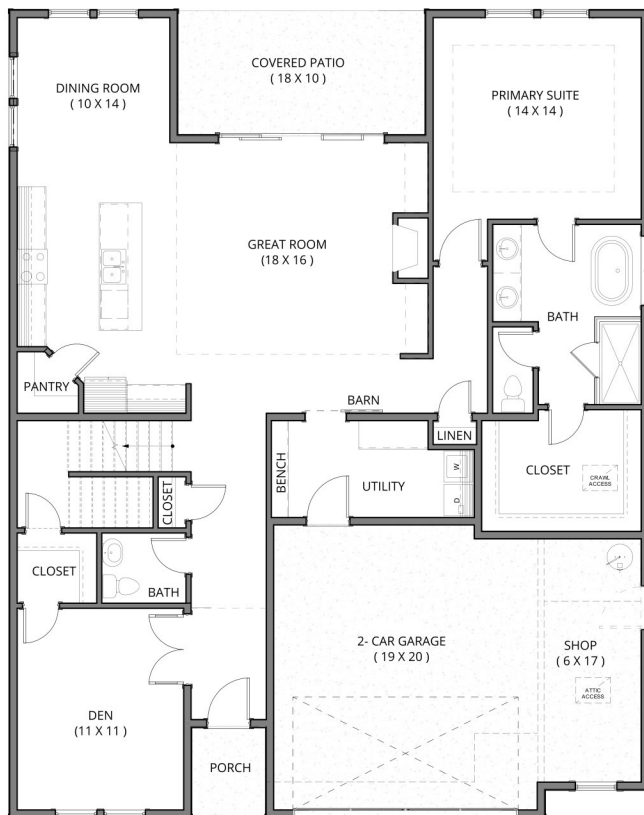 COVERED PATIO
( 18 X 10 )
DINING ROOM
( 10 X 14 )
PRIMARY SUITE
( 14 X 14 )
GREAT ROOM
(18 X 16 )
BATH
PANTRY
BARN
LINEN
BENCH
UTILITY
W
D
CLOSET
CRAWL
ACCESS
CLOSET
CLOSET
BATH
2- CAR GARAGE
( 19 X 20 )
SHOP
( 6 X 17 )
ATTIC
ACCESS
DEN
(11 X 11 )
PORCH